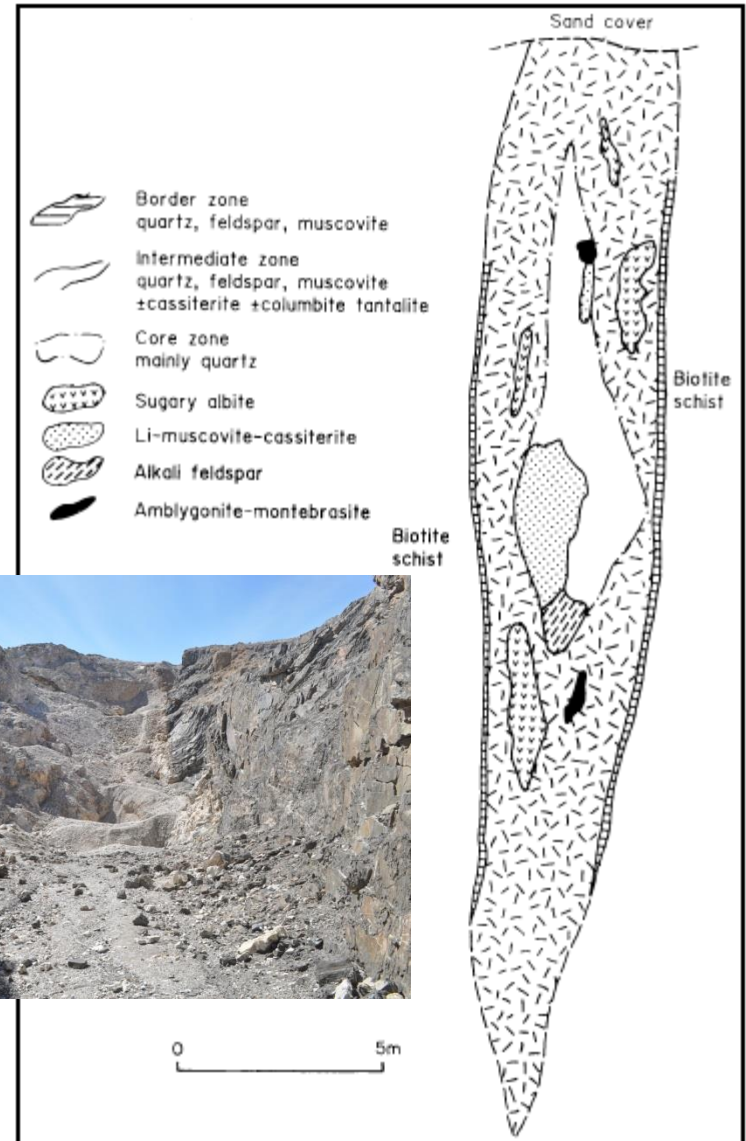 Sand cover
Border zone
quartz, feldspar, muscovite
Intermediate zone
quartz, feldspar, muscovite
±cassiterite ±columbite tantalite
Core zone
mainly quartz
Sugary albite
Li-muscovite-cassiterite
Alkali feldspar
Amblygonite-montebrasite
Biotite
schist
Biotite
schist
0 5m